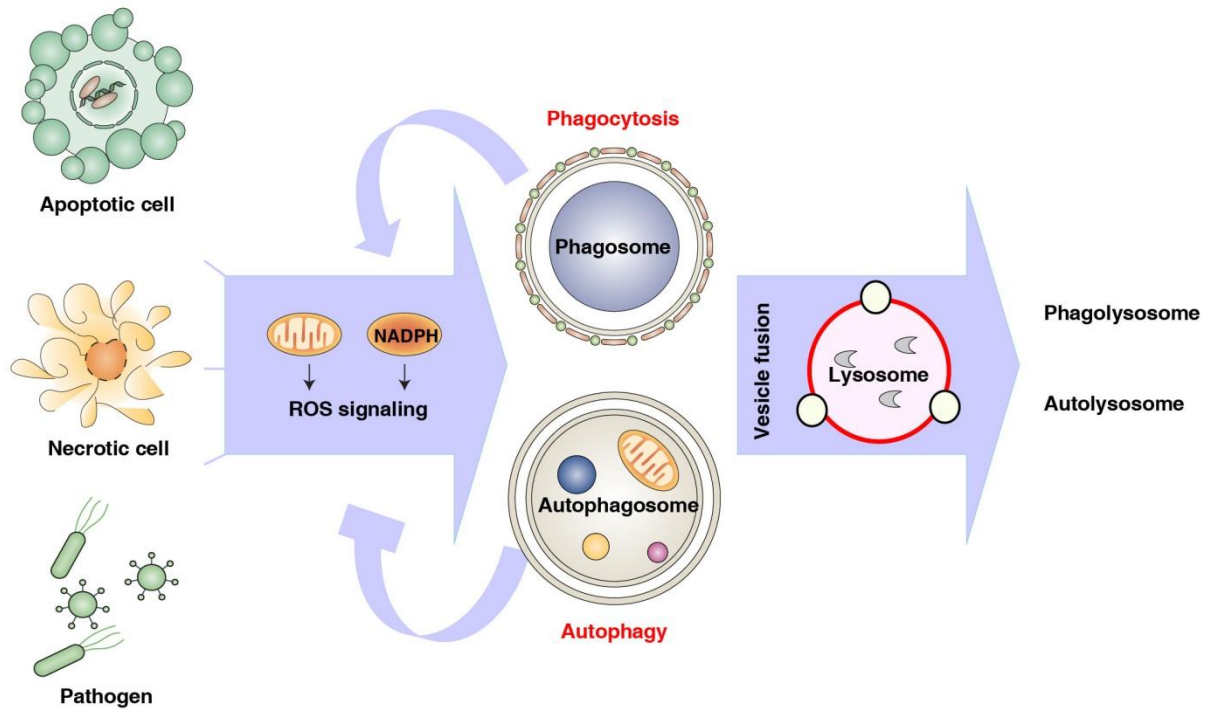 Apoptotic cell
Necrotic cell
Pathogen
NADPH
ROS signaling
Phagocytosis
Phagosome
Autophagosome
Autophagy
Vesicle fusion
Lysosome
Phagolysosome
Autolysosome